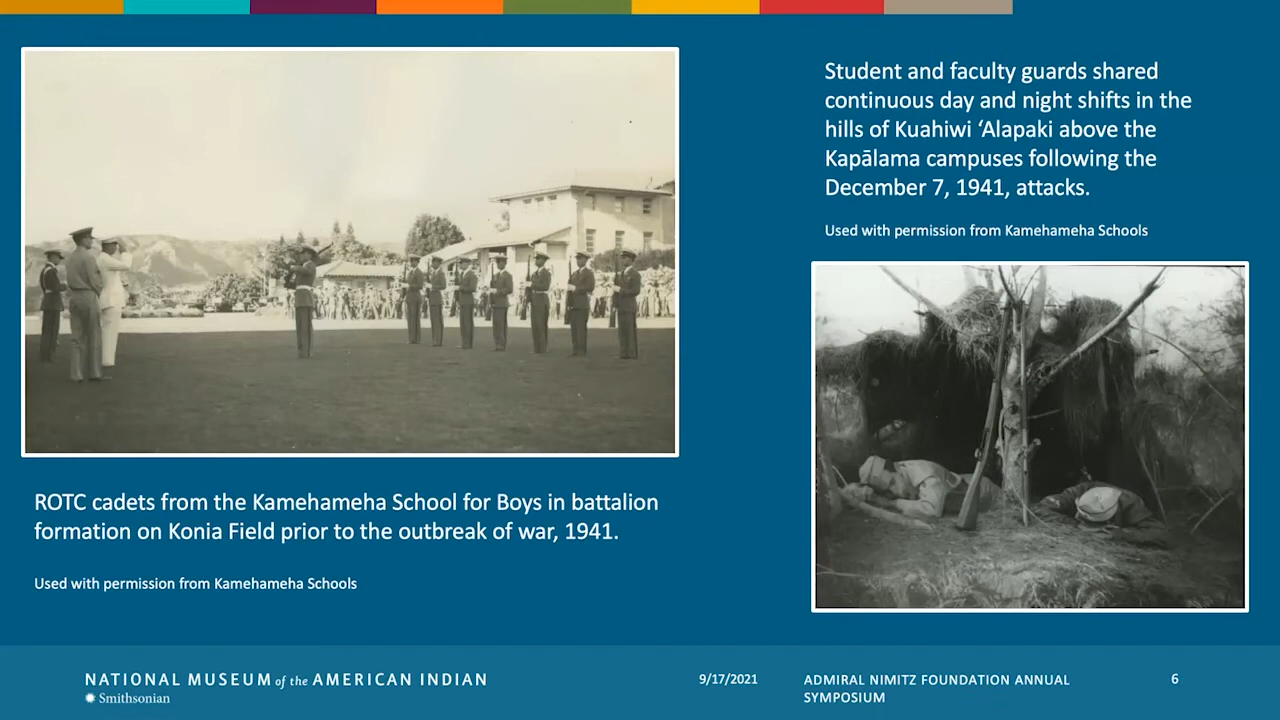 Student and faculty guards shared
continuous day and night shifts in the
hills of Kuahiwi ‘Alapaki above the
Kapālama campuses following the
December 7, 1941, attacks.
Used with permission from Kamehameha Schools
ROTC cadets from the Kamehameha School for Boys in battalion
formation on Konia Field prior to the outbreak of war, 1941.
Used with permission from Kamehameha Schools
NATIONAL MUSEUM of the AMERICAN INDIAN
Smithsonian
9/17/2021
ADMIRAL NIMITZ FOUNDATION ANNUAL
SYMPOSIUM
6